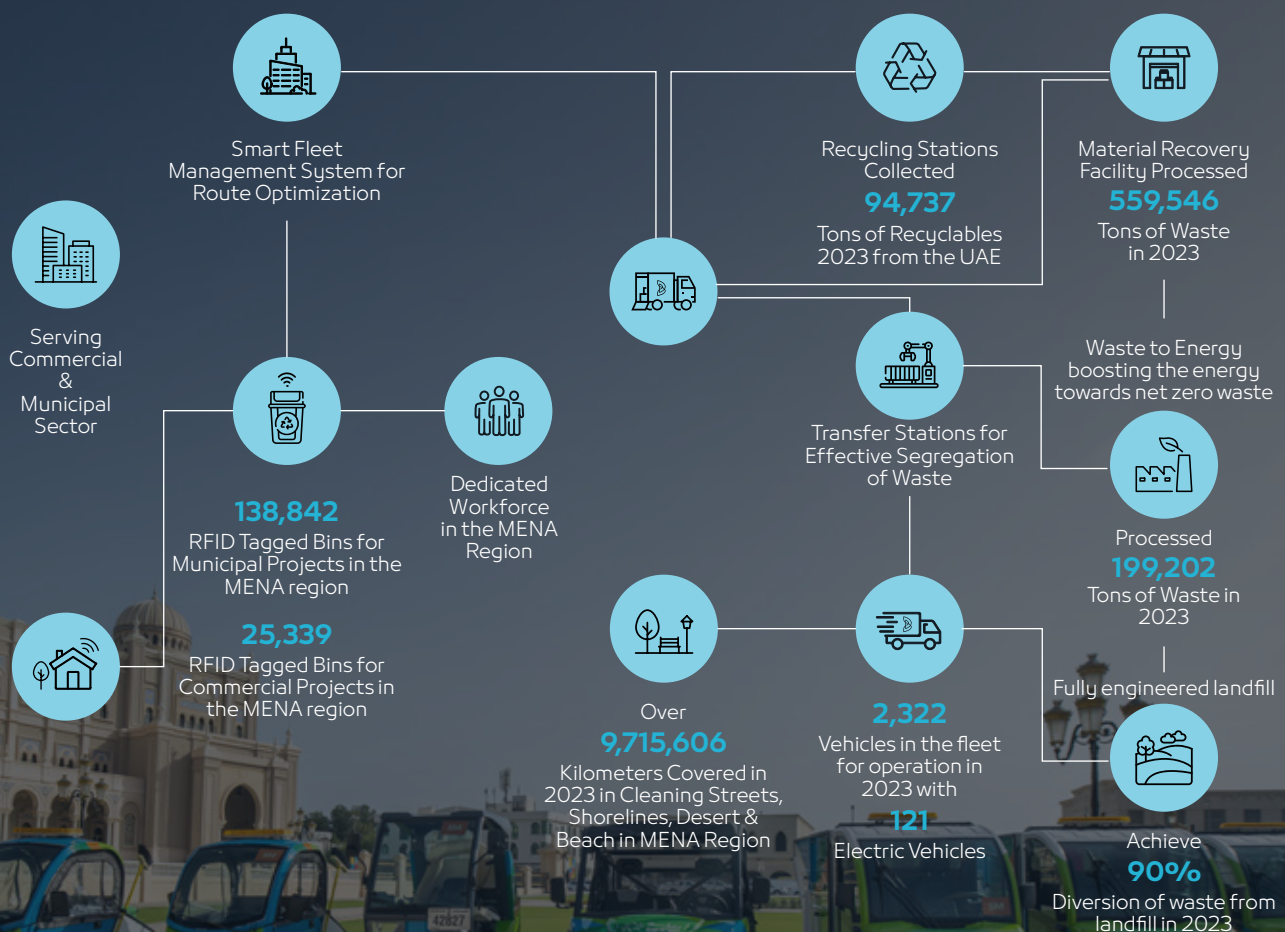 Smart Fleet
Management System for
Route Optimization
Recycling Stations
Collected
94,737
Tons of Recyclables
2023 from the UAE
Material Recovery
Facility Processed
559,546
Tons of Waste
in 2023
Serving
Commercial
&
Municipal
Sector
Waste to Energy
boosting the energy
towards net zero waste
Transfer Stations for
Effective Segregation
of Waste
Dedicated
Workforce
in the MENA
Region
138,842
RFID Tagged Bins for
Municipal Projects in the
MENA region
25,339
RFID Tagged Bins for
Commercial Projects in
the MENA region
Processed
199,202
Tons of Waste in
2023
Fully engineered landfill
Over
9,715,606
Kilometers Covered in
2023 in Cleaning Streets,
Shorelines, Desert &
Beach in MENA Region
2,322
Vehicles in the fleet
for operation in
2023 with
121
Electric Vehicles
Achieve
90%
Diversion of waste from
landfill in 2023
42827